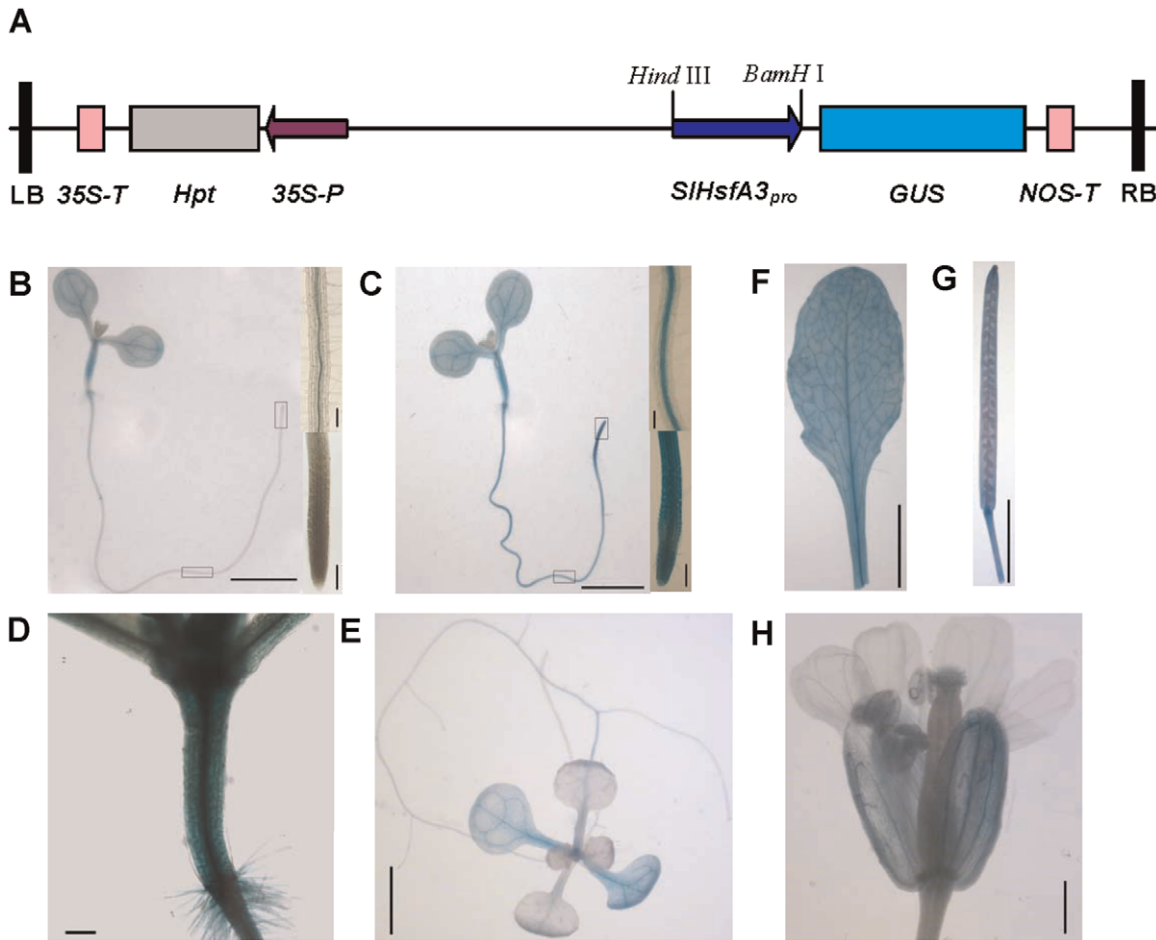 A
Hind III BamH I
LB 35S-T Hpt 35S-P SlHsfA3pro GUS NOS-T RB
B C F G
D E H